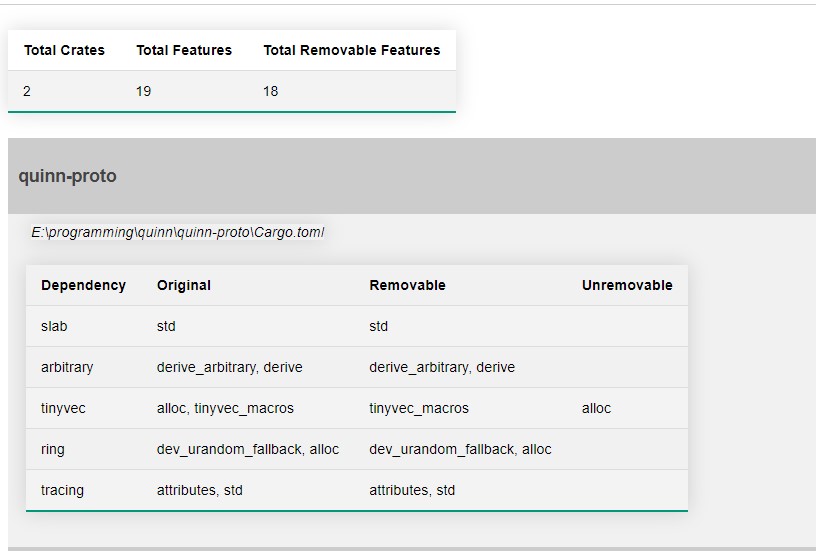 Total Crates Total Features Total Removable Features
2 19 18
quinn-proto
E:\programming\quinn\quinn-proto\Cargo.toml
Dependency Original Removable Unremovable
slab std std
arbitrary derive_arbitrary, derive derive_arbitrary, derive
tinyvec alloc, tinyvec_macros tinyvec_macros alloc
ring dev_urandom_fallback, alloc dev_urandom_fallback, alloc
tracing attributes, std attributes, std